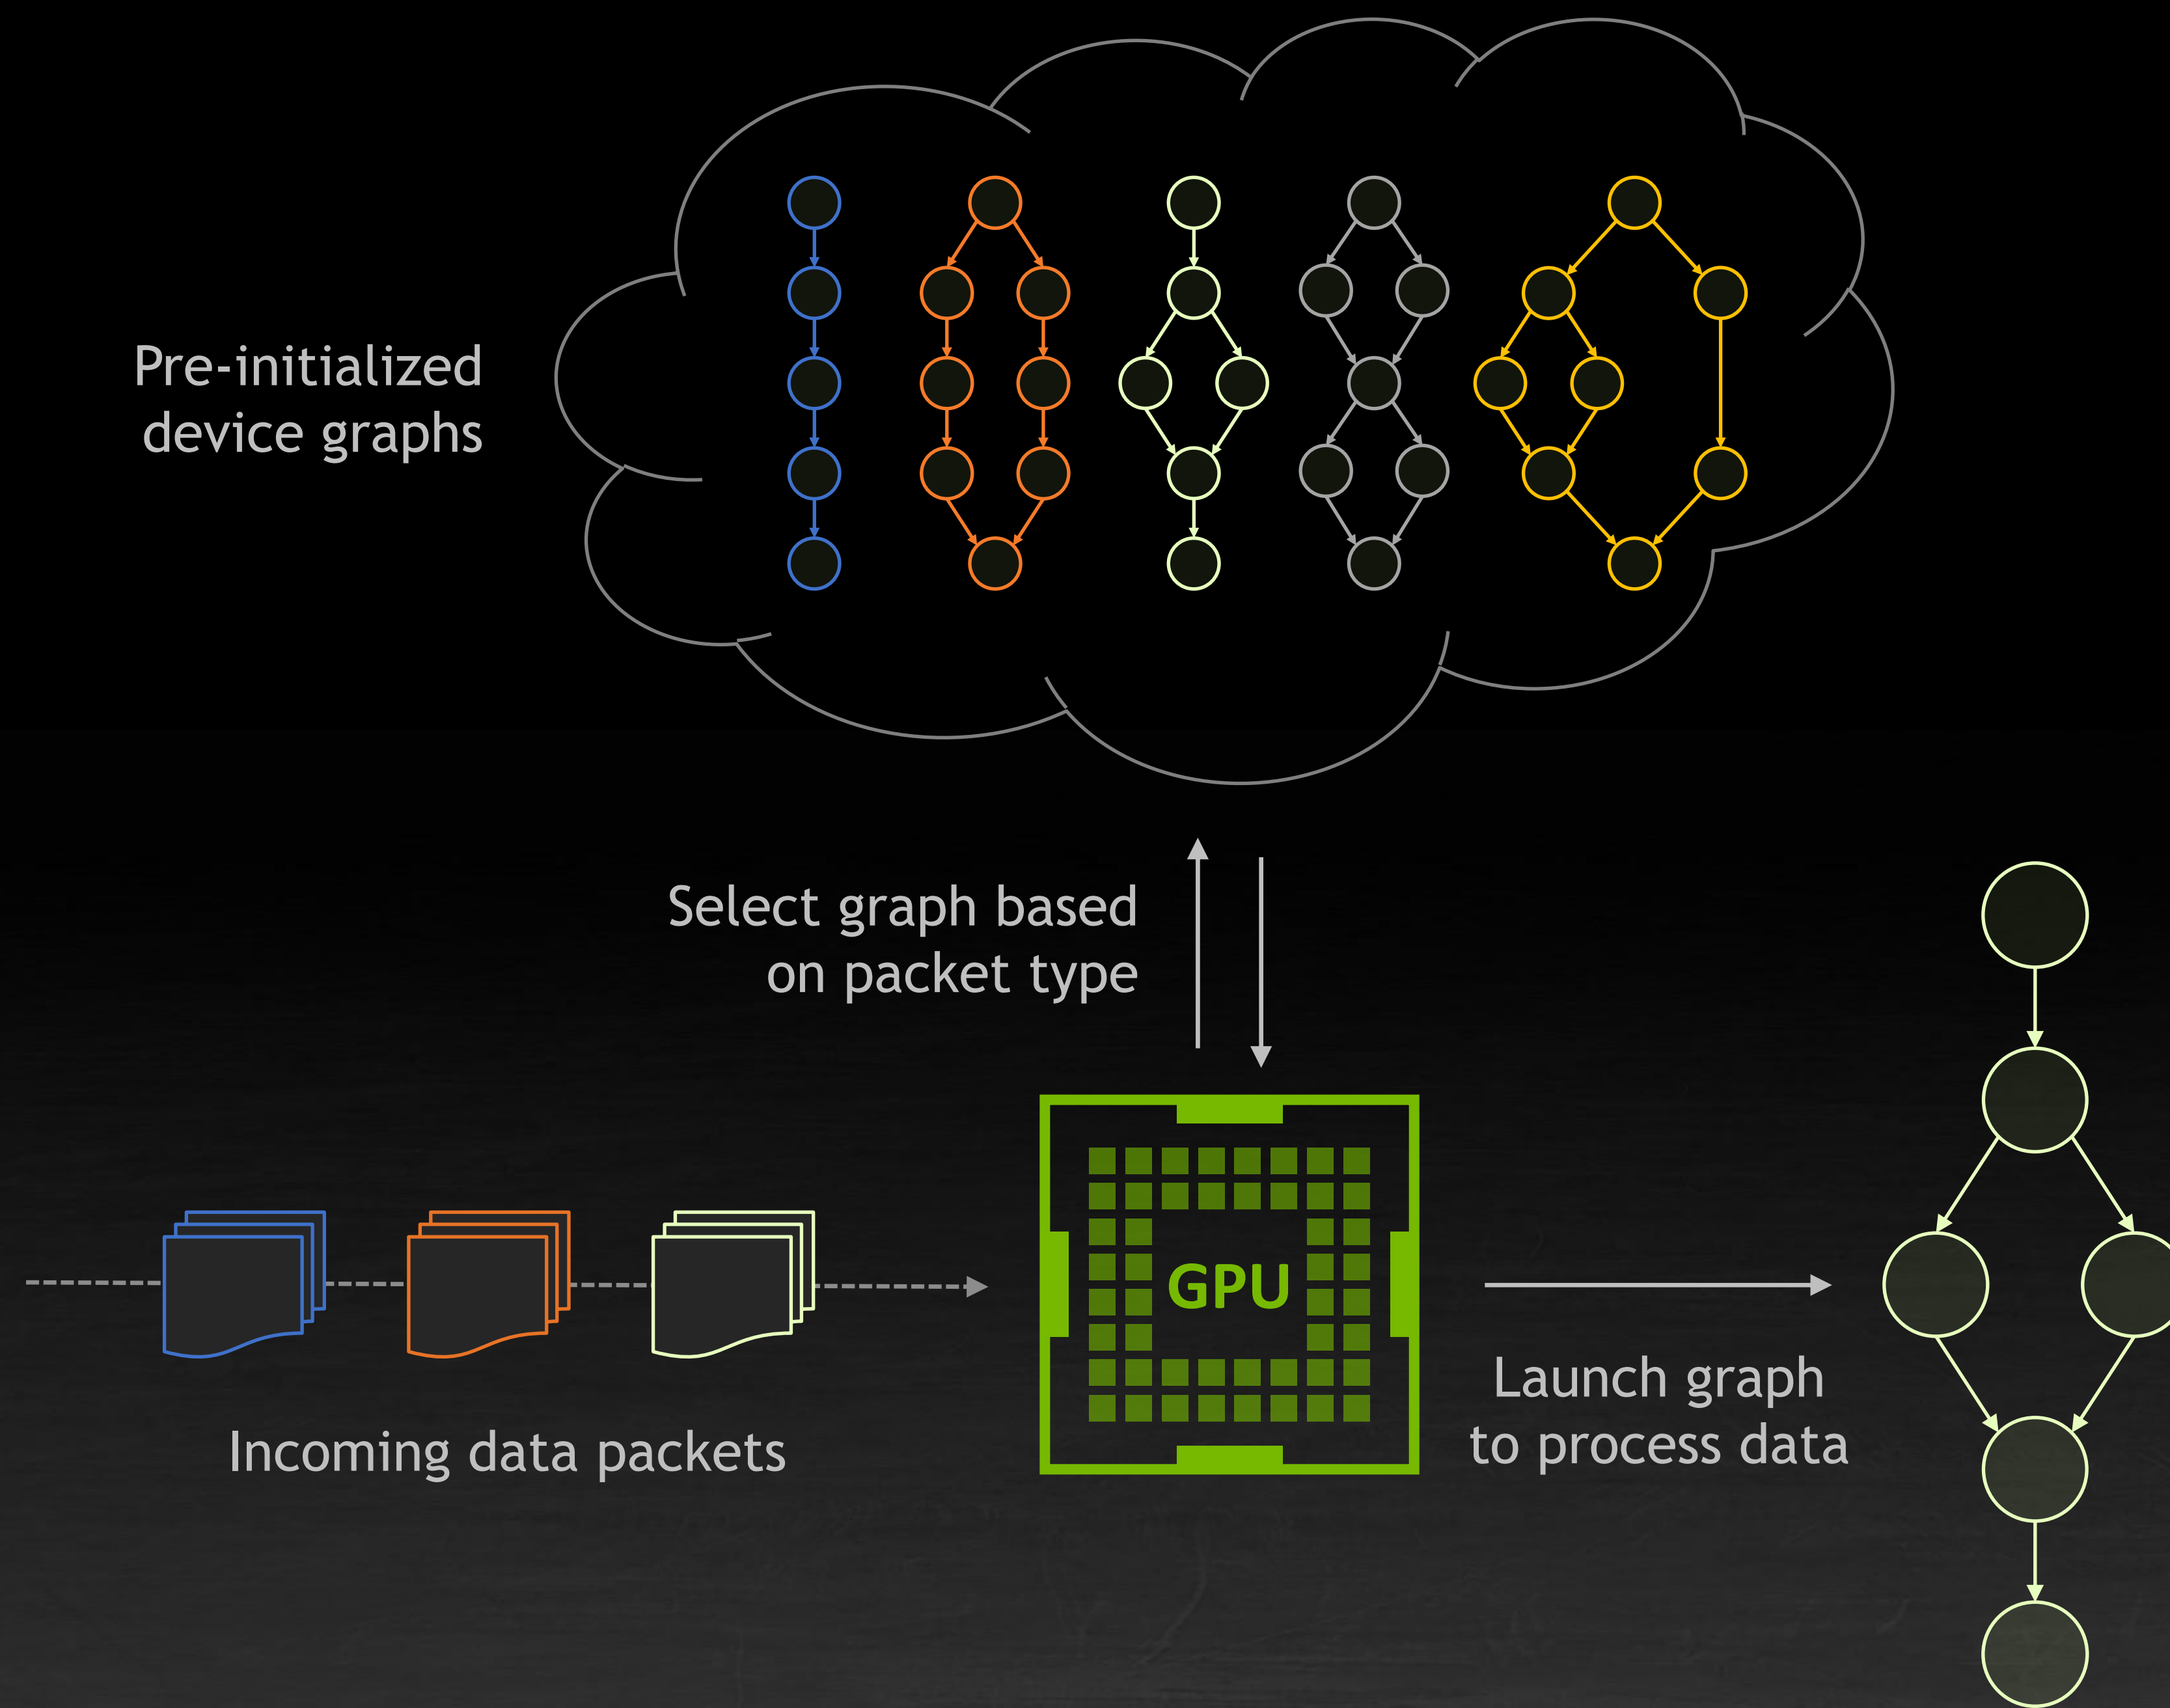 Pre-initialized
device graphs
Select graph based
on packet type
GPU
Launch graph
to process data
Incoming data packets